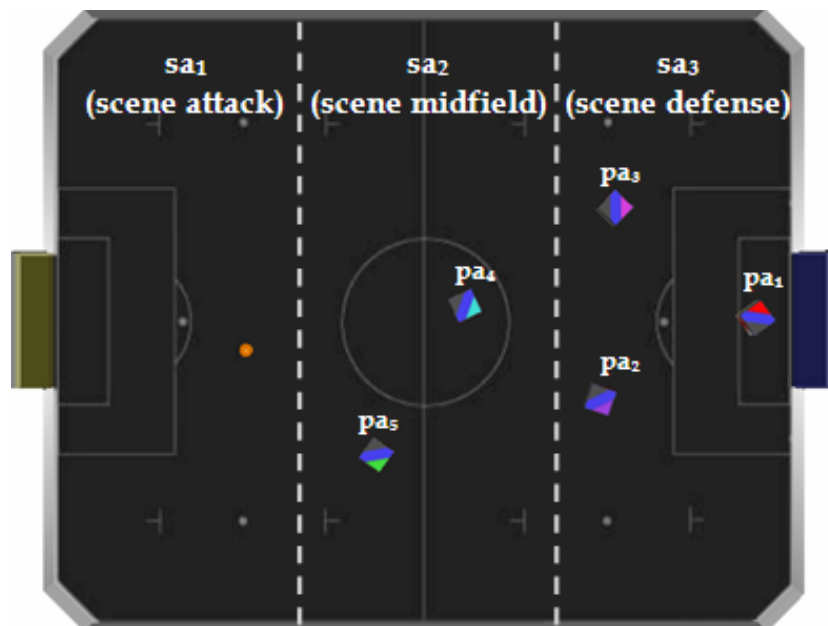 sa₁
(scene attack)
sa₂
(scene midfield)
sa₃
(scene defense)
pa₃
pa₄
pa₁
pa₂
pa₅